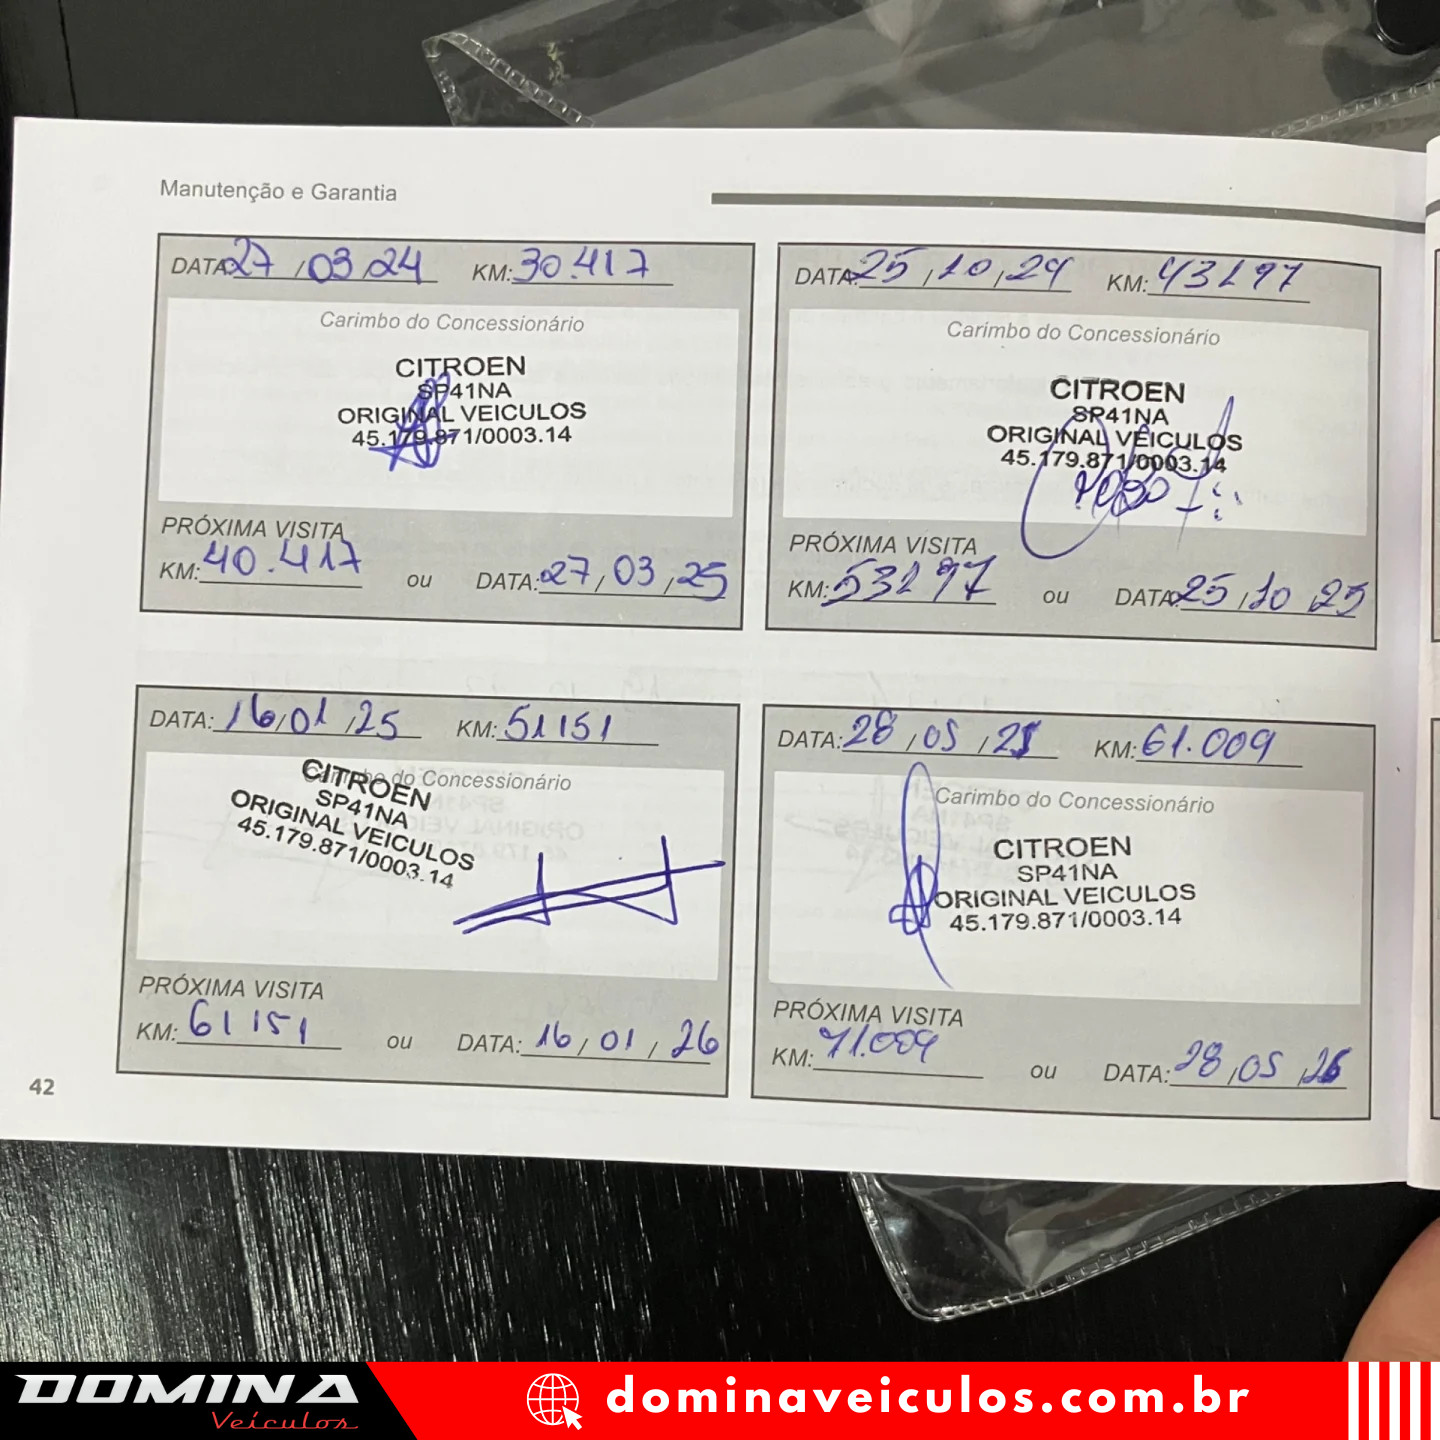 Manutenção e Garantia
DATA: 27 / 03 / 24 KM: 30.417
Carimbo do Concessionário
CITROEN
SP41NA
ORIGINAL VEICULOS
45.179.871/0003.14
PRÓXIMA VISITA
KM: 40.417 ou DATA: 27 / 03 / 25
DATA: 25 / 10 / 24 KM: 43197
Carimbo do Concessionário
CITROEN
SP41NA
ORIGINAL VEICULOS
45.179.871/0003.14
PRÓXIMA VISITA
KM: 53197 ou DATA: 25 / 10 / 25
DATA: 16 / 01 / 25 KM: 51151
Carimbo do Concessionário
CITROEN
SP41NA
ORIGINAL VEICULOS
45.179.871/0003.14
PRÓXIMA VISITA
KM: 61151 ou DATA: 16 / 01 / 26
DATA: 28 / 05 / 25 KM: 61.009
Carimbo do Concessionário
CITROEN
SP41NA
ORIGINAL VEICULOS
45.179.871/0003.14
PRÓXIMA VISITA
KM: 71.009 ou DATA: 28 / 05 / 26
42
DOMINA
Veículos
dominaveiculos.com.br